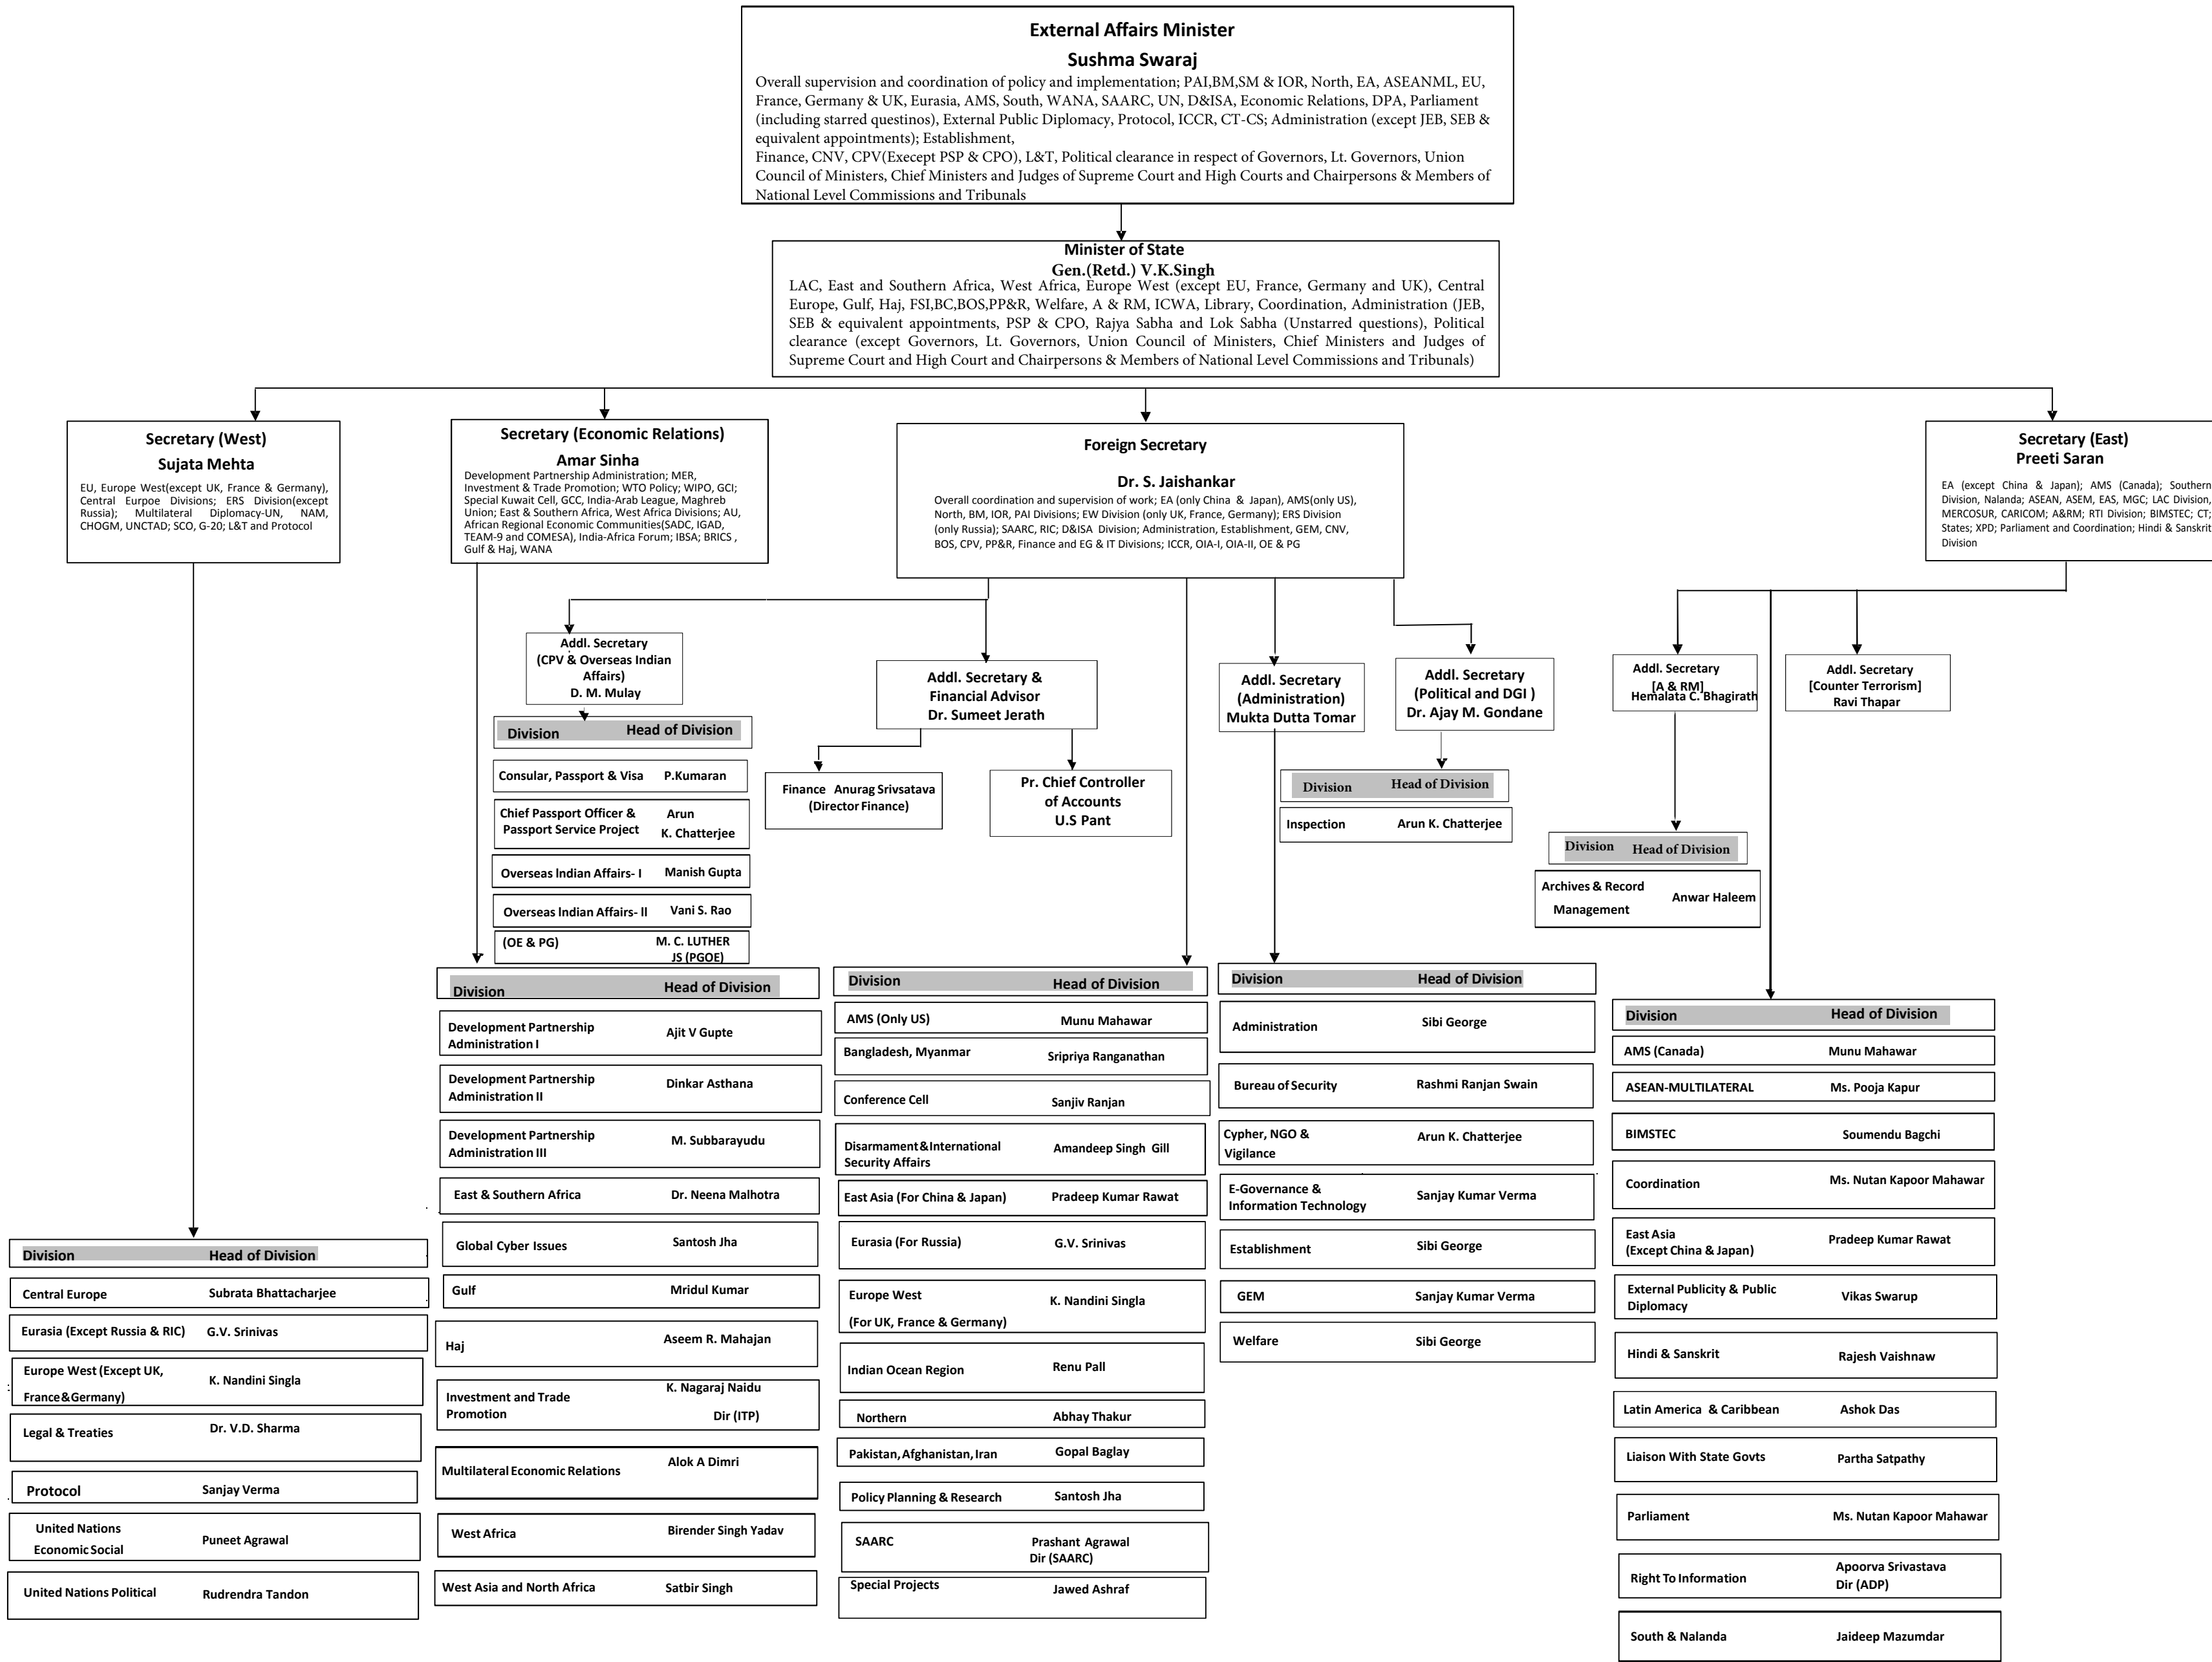 External Affairs Minister
Sushma Swaraj
Overall supervision and coordination of policy and implementation; PAI,BM,SM & IOR, North, EA, ASEANML, EU,
France, Germany & UK, Eurasia, AMS, South, WANA, SAARC, UN, D&ISA, Economic Relations, DPA, Parliament
(including starred questinos), External Public Diplomacy, Protocol, ICCR, CT-CS; Administration (except JEB, SEB &
equivalent appointments); Establishment,
Finance, CNV, CPV(Execept PSP & CPO), L&T, Political clearance in respect of Governors, Lt. Governors, Union
Council of Ministers, Chief Ministers and Judges of Supreme Court and High Courts and Chairpersons & Members of
National Level Commissions and Tribunals
Minister of State
Gen.(Retd.) V.K.Singh
LAC, East and Southern Africa, West Africa, Europe West (except EU, France, Germany and UK), Central
Europe, Gulf, Haj, FSI,BC,BOS,PP&R, Welfare, A & RM, ICWA, Library, Coordination, Administration (JEB,
SEB & equivalent appointments, PSP & CPO, Rajya Sabha and Lok Sabha (Unstarred questions), Political
clearance (except Governors, Lt. Governors, Union Council of Ministers, Chief Ministers and Judges of
Supreme Court and High Court and Chairpersons & Members of National Level Commissions and Tribunals)
Secretary (West)
Sujata Mehta
EU, Europe West(except UK, France & Germany),
Central Eurpoe Divisions; ERS Division(except
Russia); Multilateral Diplomacy-UN, NAM,
CHOGM, UNCTAD; SCO, G-20; L&T and Protocol
Secretary (Economic Relations)
Amar Sinha
Development Partnership Administration; MER,
Investment & Trade Promotion; WTO Policy; WIPO, GCI;
Special Kuwait Cell, GCC, India-Arab League, Maghreb
Union; East & Southern Africa, West Africa Divisions; AU,
African Regional Economic Communities(SADC, IGAD,
TEAM-9 and COMESA), India-Africa Forum; IBSA; BRICS ,
Gulf & Haj, WANA
Foreign Secretary
Dr. S. Jaishankar
Overall coordination and supervision of work; EA (only China & Japan), AMS(only US),
North, BM, IOR, PAI Divisions; EW Division (only UK, France, Germany); ERS Division
(only Russia); SAARC, RIC; D&ISA Division; Administration, Establishment, GEM, CNV,
BOS, CPV, PP&R, Finance and EG & IT Divisions; ICCR, OIA-I, OIA-II, OE & PG
Secretary (East)
Preeti Saran
EA (except China & Japan); AMS (Canada); Southern
Division, Nalanda; ASEAN, ASEM, EAS, MGC; LAC Division,
MERCOSUR, CARICOM; A&RM; RTI Division; BIMSTEC; CT;
States; XPD; Parliament and Coordination; Hindi & Sanskrit
Division
Addl. Secretary
(CPV & Overseas Indian
Affairs)
D. M. Mulay
Division Head of Division
Consular, Passport & Visa P.Kumaran
Chief Passport Officer & Arun
Passport Service Project K. Chatterjee
Overseas Indian Affairs- I Manish Gupta
Overseas Indian Affairs- II Vani S. Rao
(OE & PG) M. C. LUTHER
JS (PGOE)
Addl. Secretary &
Financial Advisor
Dr. Sumeet Jerath
Finance Anurag Srivsatava
(Director Finance)
Pr. Chief Controller
of Accounts
U.S Pant
Addl. Secretary
(Administration)
Mukta Dutta Tomar
Addl. Secretary
(Political and DGI )
Dr. Ajay M. Gondane
Division Head of Division
Inspection Arun K. Chatterjee
Addl. Secretary
[A & RM]
Hemalata C. Bhagirath
Addl. Secretary
[Counter Terrorism]
Ravi Thapar
Division Head of Division
Archives & Record
Management Anwar Haleem
Division Head of Division
Central Europe Subrata Bhattacharjee
Eurasia (Except Russia & RIC) G.V. Srinivas
Europe West (Except UK,
France&Germany) K. Nandini Singla
Legal & Treaties Dr. V.D. Sharma
Protocol Sanjay Verma
United Nations
Economic Social Puneet Agrawal
United Nations Political Rudrendra Tandon
Division Head of Division
Development Partnership
Administration I Ajit V Gupte
Development Partnership
Administration II Dinkar Asthana
Development Partnership
Administration III M. Subbarayudu
East & Southern Africa Dr. Neena Malhotra
Global Cyber Issues Santosh Jha
Gulf Mridul Kumar
Haj Aseem R. Mahajan
Investment and Trade K. Nagaraj Naidu
Promotion Dir (ITP)
Multilateral Economic Relations Alok A Dimri
West Africa Birender Singh Yadav
West Asia and North Africa Satbir Singh
Division Head of Division
AMS (Only US) Munu Mahawar
Bangladesh, Myanmar Sripriya Ranganathan
Conference Cell Sanjiv Ranjan
Disarmament&International
Security Affairs Amandeep Singh Gill
East Asia (For China & Japan) Pradeep Kumar Rawat
Eurasia (For Russia) G.V. Srinivas
Europe West
(For UK, France & Germany) K. Nandini Singla
Indian Ocean Region Renu Pall
Northern Abhay Thakur
Pakistan,Afghanistan,Iran Gopal Baglay
Policy Planning & Research Santosh Jha
SAARC Prashant Agrawal
Dir (SAARC)
Special Projects Jawed Ashraf
Division Head of Division
Administration Sibi George
Bureau of Security Rashmi Ranjan Swain
Cypher, NGO &
Vigilance Arun K. Chatterjee
E-Governance &
Information Technology Sanjay Kumar Verma
Establishment Sibi George
GEM Sanjay Kumar Verma
Welfare Sibi George
Division Head of Division
AMS (Canada) Munu Mahawar
ASEAN-MULTILATERAL Ms. Pooja Kapur
BIMSTEC Soumendu Bagchi
Coordination Ms. Nutan Kapoor Mahawar
East Asia
(Except China & Japan) Pradeep Kumar Rawat
External Publicity & Public
Diplomacy Vikas Swarup
Hindi & Sanskrit Rajesh Vaishnaw
Latin America & Caribbean Ashok Das
Liaison With State Govts Partha Satpathy
Parliament Ms. Nutan Kapoor Mahawar
Right To Information Apoorva Srivastava
Dir (ADP)
South & Nalanda Jaideep Mazumdar